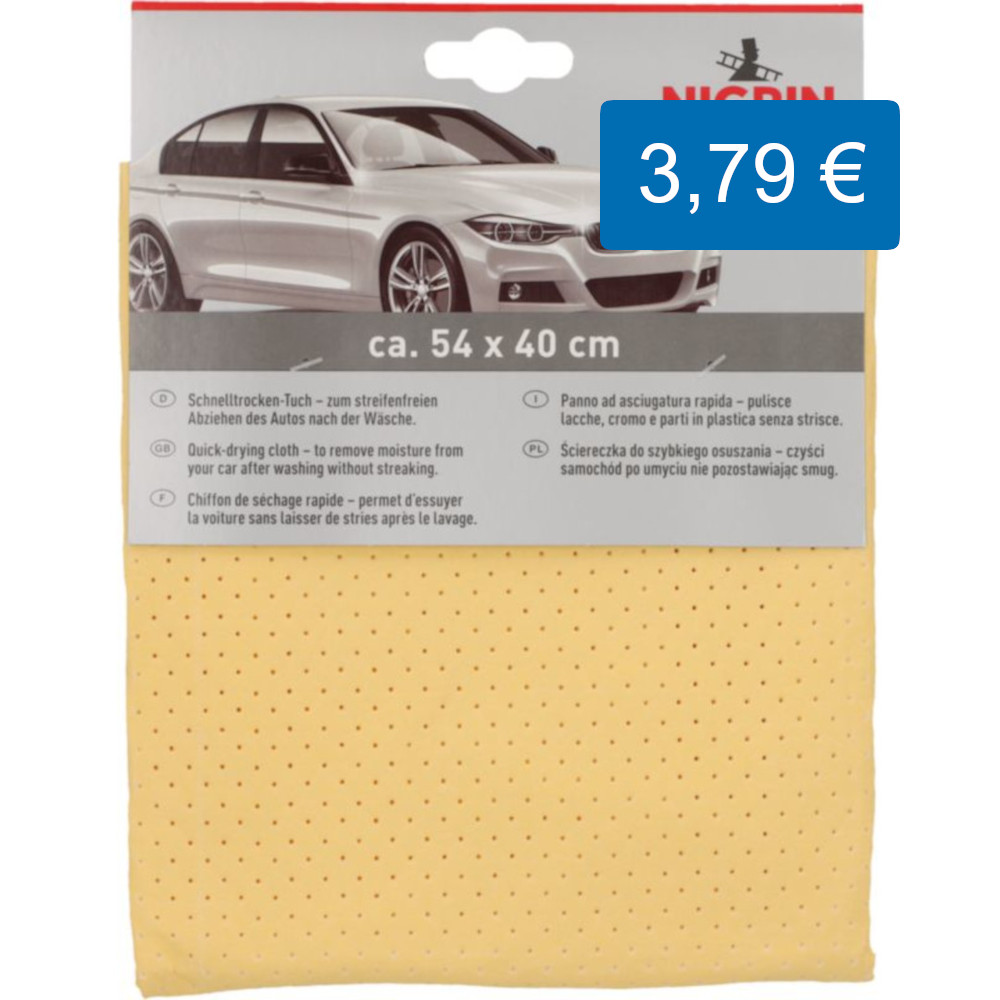 3,79 €
ca. 54 x 40 cm
D Schnelltrocken-Tuch – zum streifenfreien
Abziehen des Autos nach der Wäsche.
GB Quick-drying cloth – to remove moisture from
your car after washing without streaking.
F Chiffon de séchage rapide – permet d'essuyer
la voiture sans laisser de stries après le lavage.
I Panno ad asciugatura rapida – pulisce
lacche, cromo e parti in plastica senza strisce.
PL Ściereczka do szybkiego osuszania – czyści
samochód po umyciu nie pozostawiając smug.